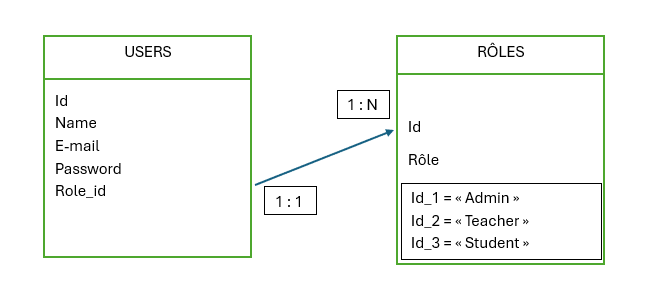 USERS
Id
Name
E-mail
Password
Role_id
1 : 1
1 : N
RÔLES
Id
Rôle
Id_1 = « Admin »
Id_2 = « Teacher »
Id_3 = « Student »